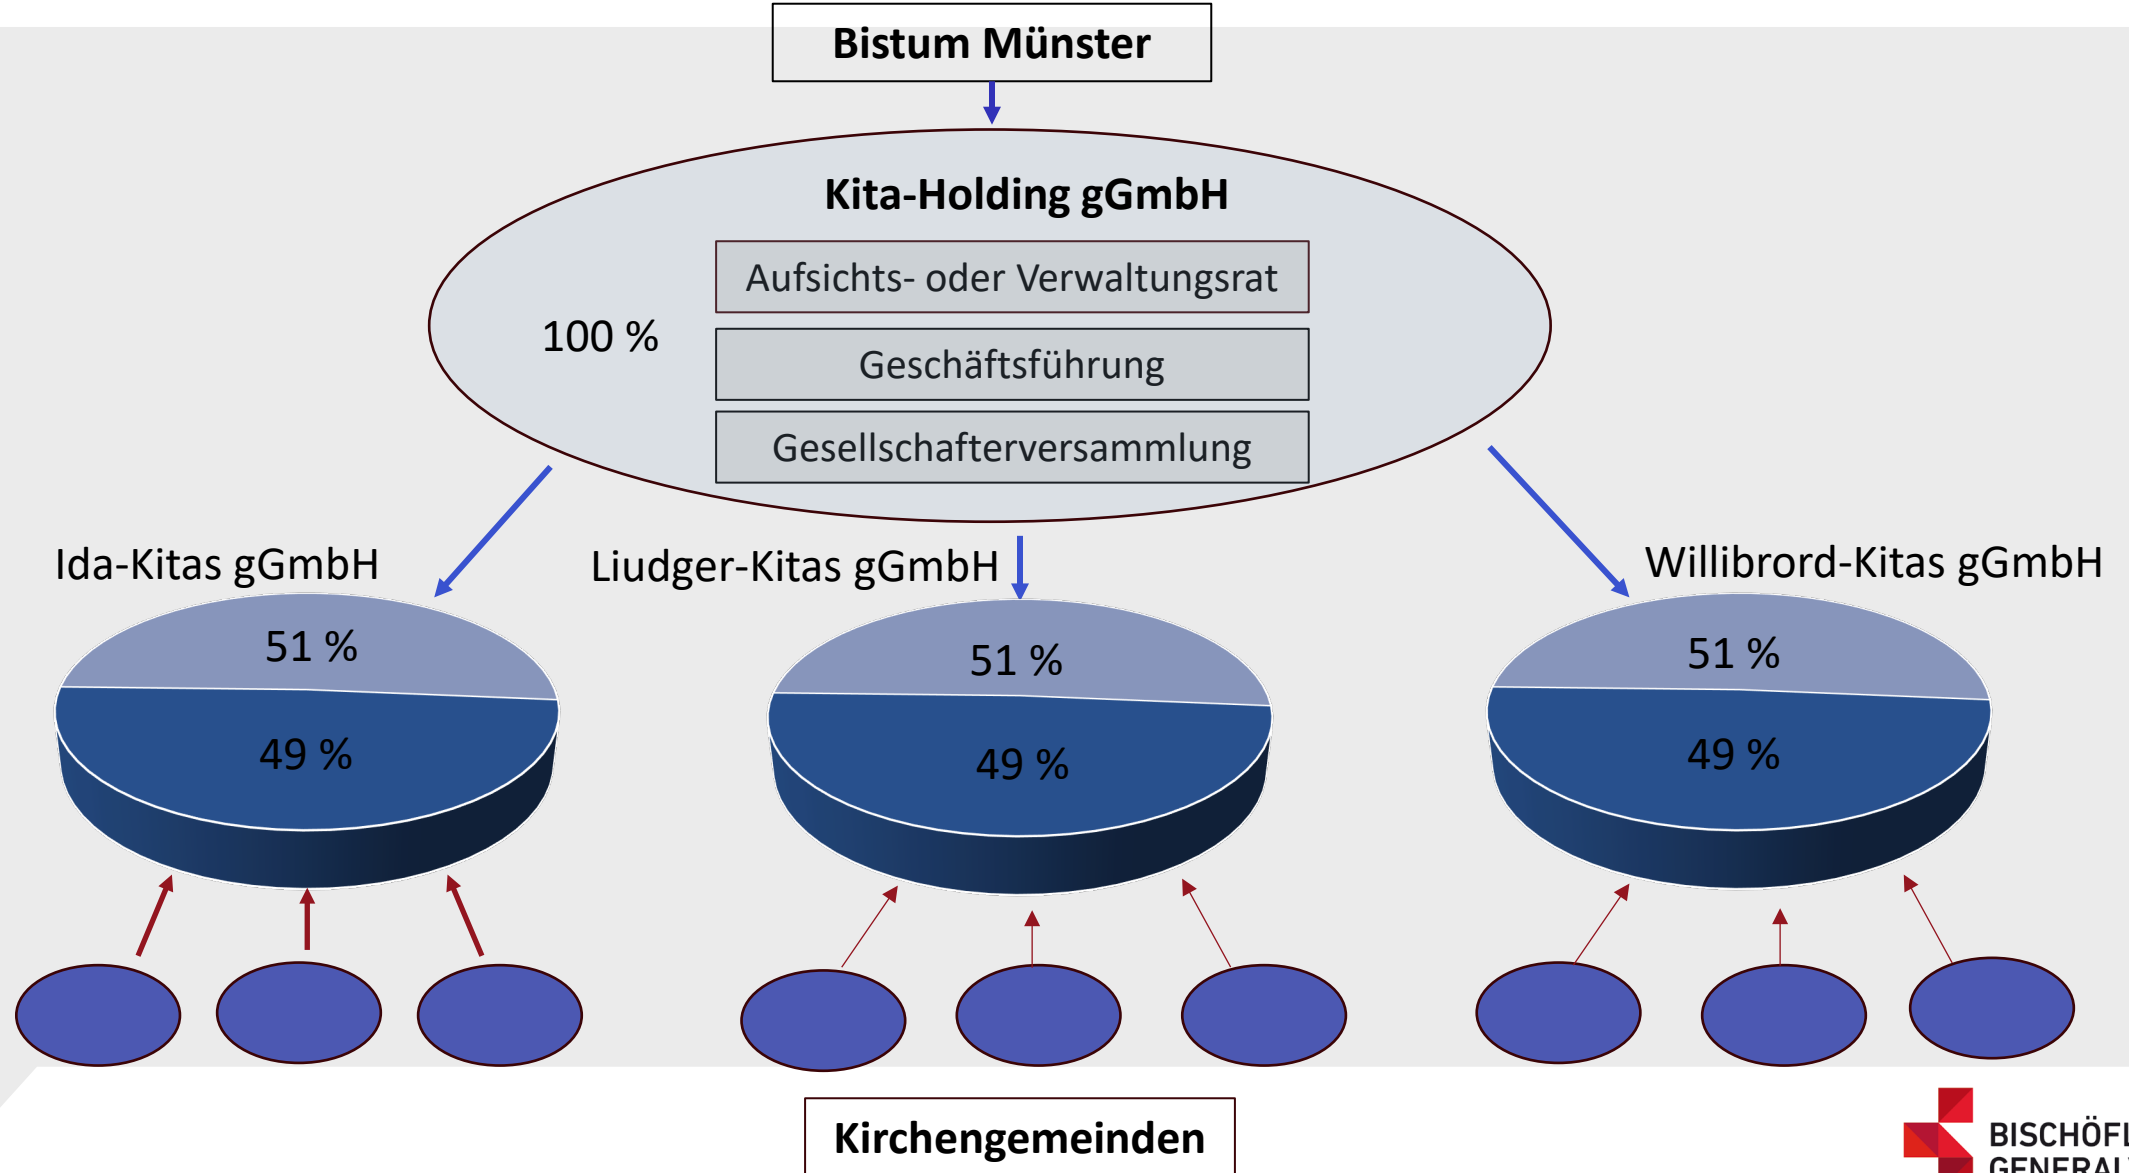 Bistum Münster
Kita-Holding gGmbH
Aufsichts- oder Verwaltungsrat
100 %
Geschäftsführung
Gesellschafterversammlung
Ida-Kitas gGmbH
Liudger-Kitas gGmbH
Willibrord-Kitas gGmbH
51 %
51 %
51 %
49 %
49 %
49 %
Kirchengemeinden
BISCHÖFL